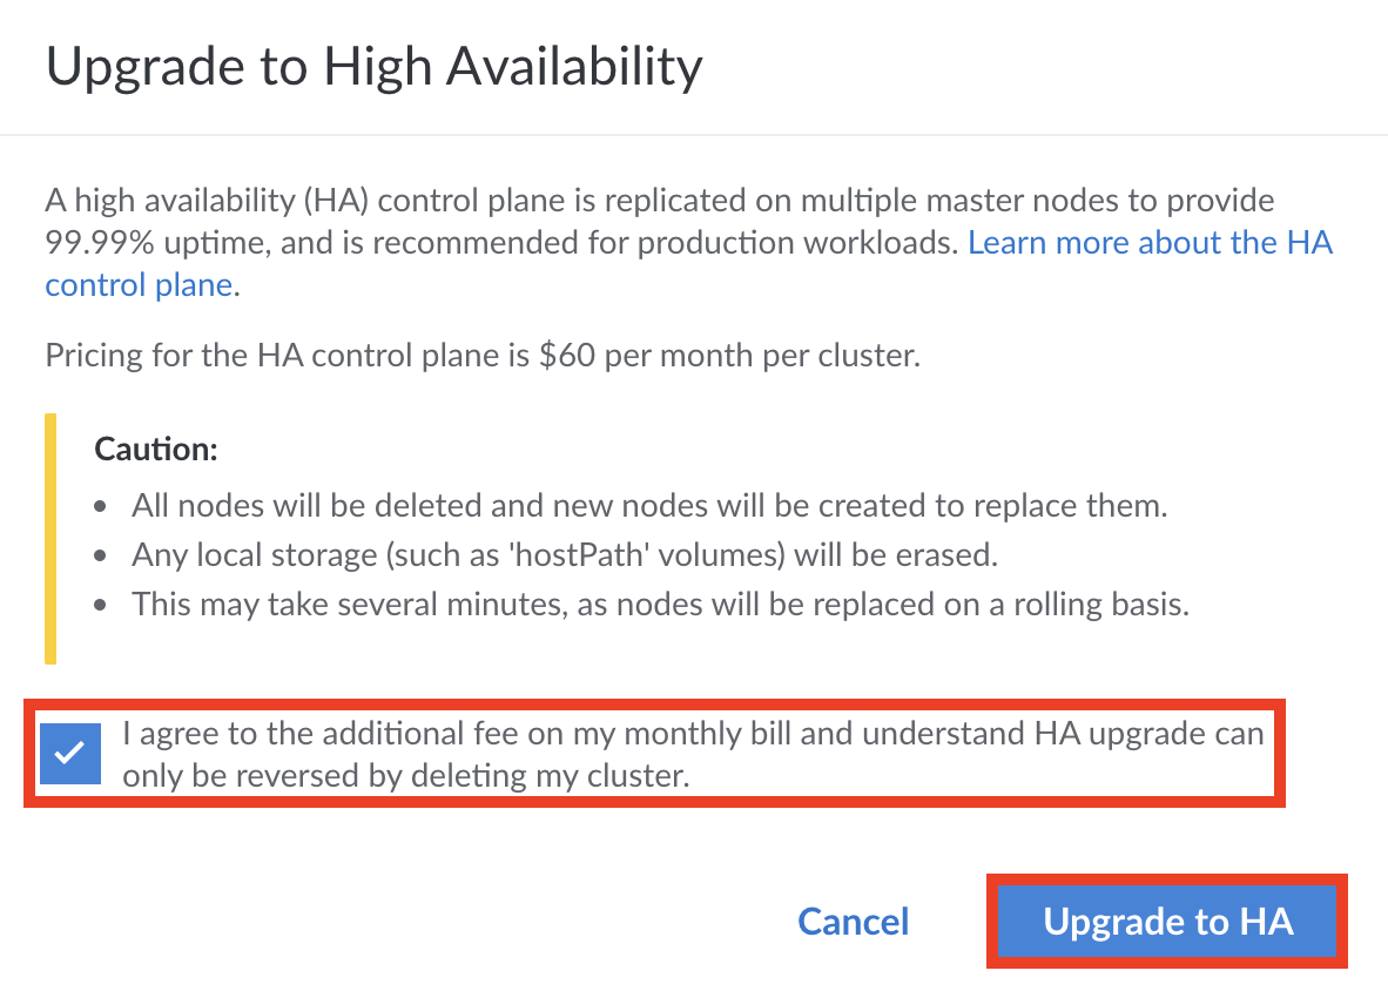 Upgrade to High Availability
A high availability (HA) control plane is replicated on multiple master nodes to provide
99.99% uptime, and is recommended for production workloads. Learn more about the HA
control plane.
Pricing for the HA control plane is $60 per month per cluster.
Caution:
• All nodes will be deleted and new nodes will be created to replace them.
• Any local storage (such as 'hostPath' volumes) will be erased.
• This may take several minutes, as nodes will be replaced on a rolling basis.
I agree to the additional fee on my monthly bill and understand HA upgrade can
only be reversed by deleting my cluster.
Cancel
Upgrade to HA